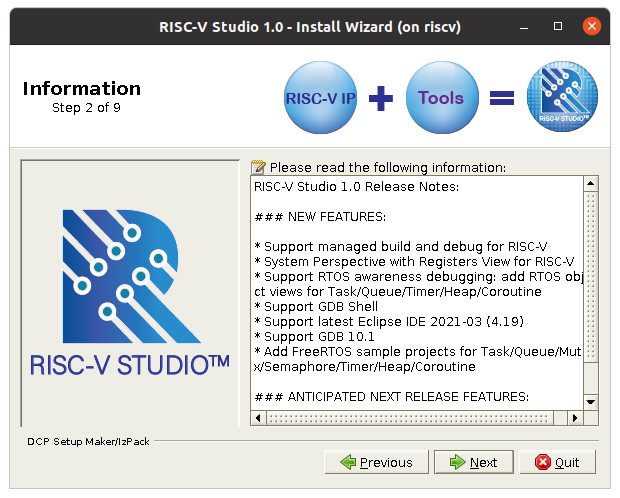 RISC-V Studio 1.0 - Install Wizard (on riscv)
Information
Step 2 of 9
RISC-V IP
+
Tools
=
RISC-V STUDIO™
Please read the following information:
RISC-V Studio 1.0 Release Notes:
### NEW FEATURES:
* Support managed build and debug for RISC-V
* System Perspective with Registers View for RISC-V
* Support RTOS awareness debugging: add RTOS obj
ct views for Task/Queue/Timer/Heap/Coroutine
* Support GDB Shell
* Support latest Eclipse IDE 2021-03 (4.19)
* Support GDB 10.1
* Add FreeRTOS sample projects for Task/Queue/Mut
x/Semaphore/Timer/Heap/Coroutine
### ANTICIPATED NEXT RELEASE FEATURES:
RISC-V STUDIO™
DCP Setup Maker/IzPack
Previous
Next
Quit